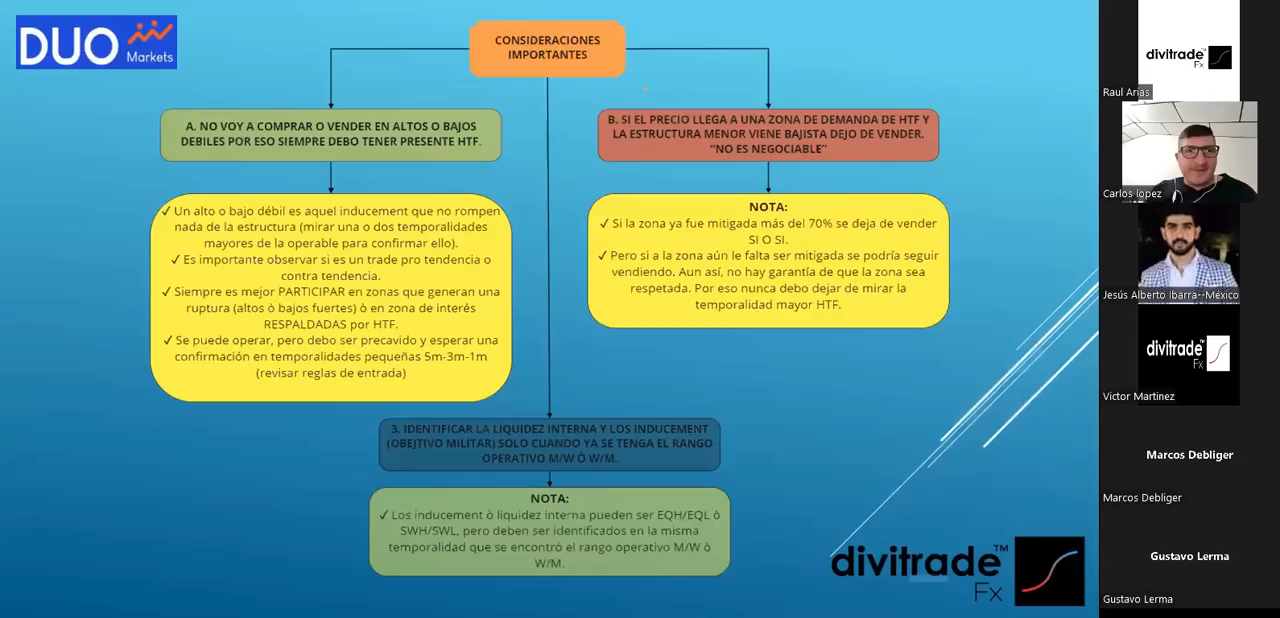 DUO
Markets
CONSIDERACIONES
IMPORTANTES
A. NO VOY A COMPRAR O VENDER EN ALTOS O BAJOS
DEBILES POR ESO SIEMPRE DEBO TENER PRESENTE HTF.
✓ Un alto o bajo débil es aquel inducement que no rompen
nada de la estructura (mirar una o dos temporalidades
mayores de la operable para confirmar ello).
✓ Es importante observar si es un trade pro tendencia o
contra tendencia.
✓ Siempre es mejor PARTICIPAR en zonas que generan una
ruptura (altos ò bajos fuertes) ò en zona de interés
RESPALDADAS por HTF.
✓ Se puede operar, pero debo ser precavido y esperar una
confirmación en temporalidades pequeñas 5m-3m-1m
(revisar reglas de entrada)
B. SI EL PRECIO LLEGA A UNA ZONA DE DEMANDA DE HTF Y
LA ESTRUCTURA MENOR VIENE BAJISTA DEJO DE VENDER.
“NO ES NEGOCIABLE”
NOTA:
✓ Si la zona ya fue mitigada más del 70% se deja de vender
SI O SI.
✓ Pero si a la zona aún le falta ser mitigada se podría seguir
vendiendo. Aun así, no hay garantía de que la zona sea
respetada. Por eso nunca debo dejar de mirar la
temporalidad mayor HTF.
3. IDENTIFICAR LA LIQUIDEZ INTERNA Y LOS INDUCEMENT
(OBEJTIVO MILITAR) SOLO CUANDO YA SE TENGA EL RANGO
OPERATIVO M/W Ò W/M.
NOTA:
✓ Los inducement ò liquidez interna pueden ser EQH/EQL ò
SWH/SWL, pero deben ser identificados en la misma
temporalidad que se encontró el rango operativo M/W ò
W/M.
divitrade™
Fx
divitrade™
Fx
Raul Arias
Carlos lopez
Jesús Alberto Ibarra--México
divitrade™
Fx
Victor Martinez
Marcos Debliger
Marcos Debliger
Gustavo Lerma
Gustavo Lerma